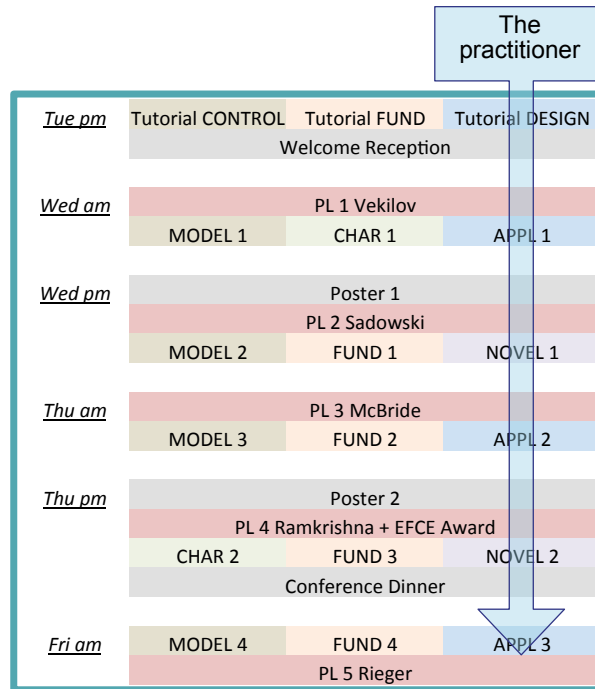 The
practitioner
Tue pm Tutorial CONTROL Tutorial FUND Tutorial DESIGN
Welcome Reception
Wed am PL 1 Vekilov
MODEL 1 CHAR 1 APPL 1
Wed pm Poster 1
PL 2 Sadowski
MODEL 2 FUND 1 NOVEL 1
Thu am PL 3 McBride
MODEL 3 FUND 2 APPL 2
Thu pm Poster 2
PL 4 Ramkrishna + EFCE Award
CHAR 2 FUND 3 NOVEL 2
Conference Dinner
Fri am MODEL 4 FUND 4 APPL 3
PL 5 Rieger